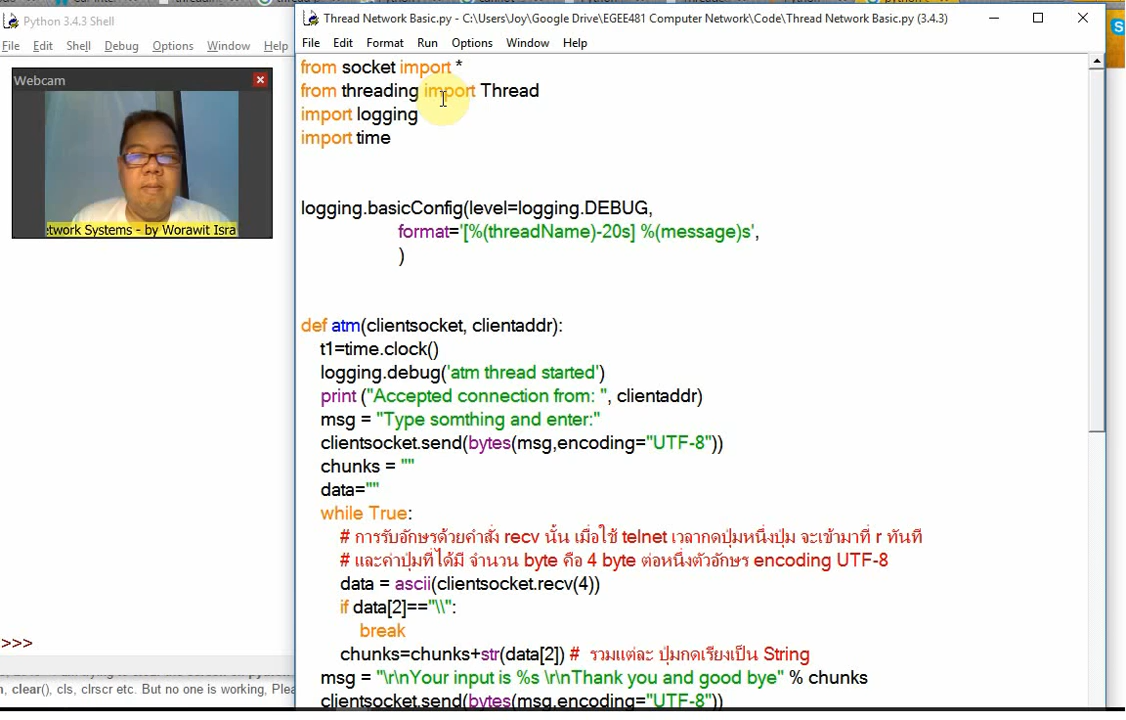 Python 3.4.3 Shell
File Edit Shell Debug Options Window Help
Webcam
twork Systems - by Worawit Isra
>>>
n, clear(), cls, clrscr etc. But no one is working, Plea
Thread Network Basic.py - C:\Users\Joy\Google Drive\EGEE481 Computer Network\Code\Thread Network Basic.py (3.4.3)
File Edit Format Run Options Window Help
from socket import *
from threading import Thread
import logging
import time
logging.basicConfig(level=logging.DEBUG,
format='[%(threadName)-20s] %(message)s',
)
def atm(clientsocket, clientaddr):
t1=time.clock()
logging.debug('atm thread started')
print ("Accepted connection from: ", clientaddr)
msg = "Type somthing and enter:"
clientsocket.send(bytes(msg,encoding="UTF-8"))
chunks = ""
data=""
while True:
# การรับอักษรด้วยคำสั่ง recv นั้น เมื่อใช้ telnet เวลากดปุ่มหนึ่งปุ่ม จะเข้ามาที่ r ทันที
# และค่าปุ่มที่ได้มี จำนวน byte คือ 4 byte ต่อหนึ่งตัวอักษร encoding UTF-8
data = ascii(clientsocket.recv(4))
if data[2]=="\\":
break
chunks=chunks+str(data[2]) # รวมแต่ละ ปุ่มกดเรียงเป็น String
msg = "\r\nYour input is %s \r\nThank you and good bye" % chunks
clientsocket.send(bytes(msg,encoding="UTF-8"))